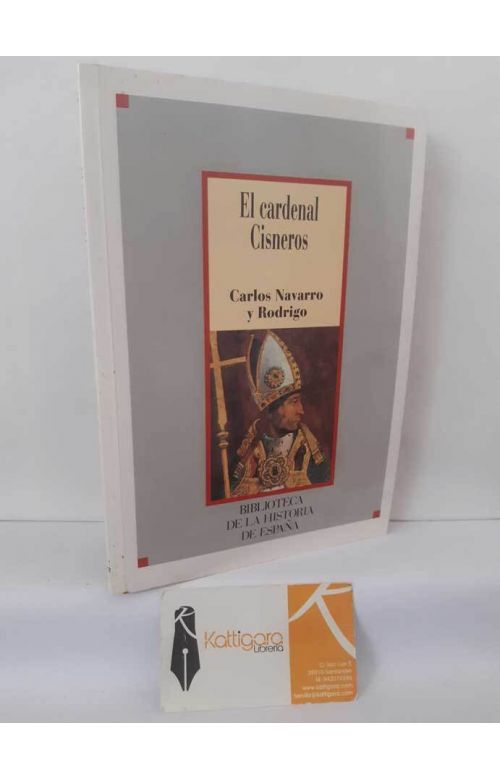 El cardenal
Cisneros
Carlos Navarro
y Rodrigo
BIBLIOTECA
DE LA HISTORIA
DE ESPAÑA
Kattigara
Librería
www.kattigara.com